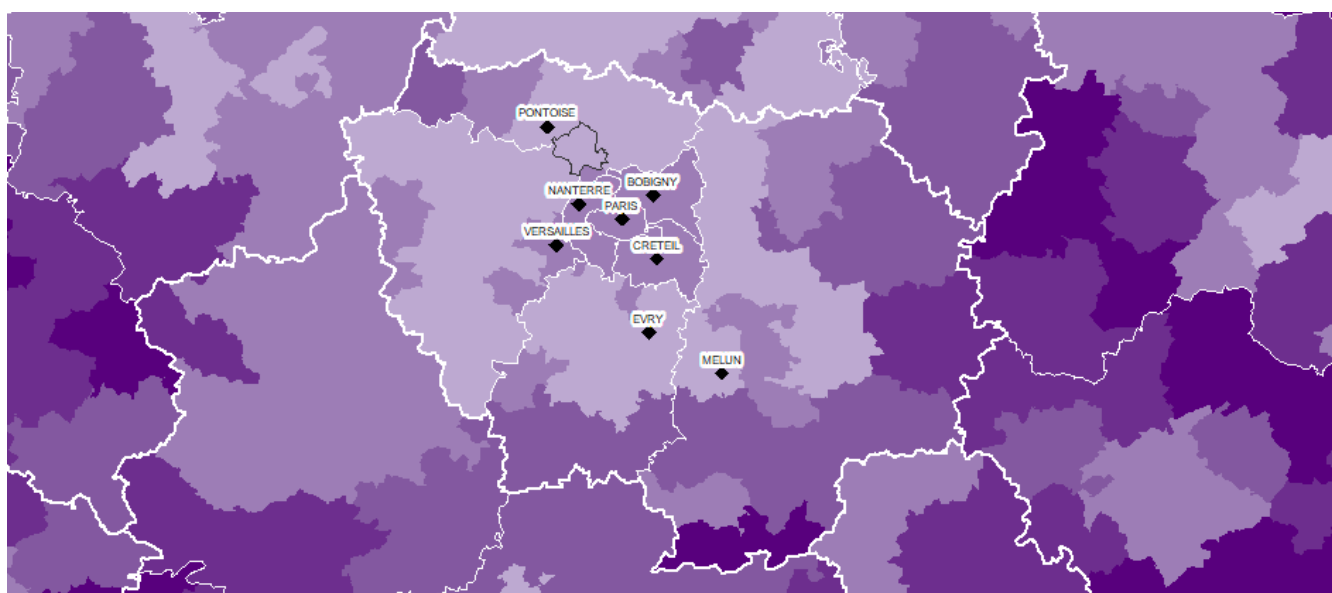 PONTOISE
BOBIGNY
NANTERRE
PARIS
VERSAILLES
CRETEIL
EVRY
MELUN